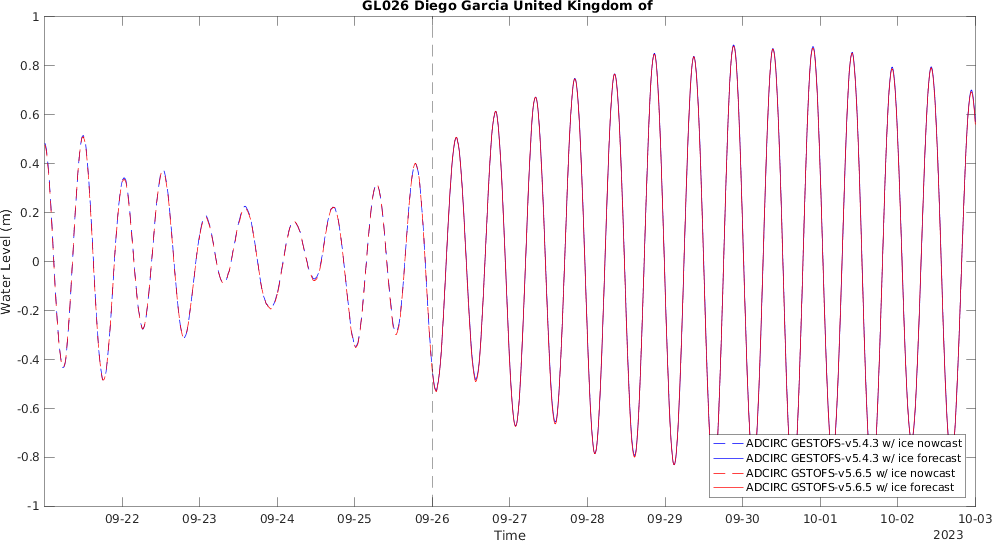 GL026 Diego Garcia United Kingdom of
1
0.8
0.6
0.4
0.2
0
-0.2
-0.4
-0.6
-0.8
-1
Water Level (m)
ADCIRC GESTOFS-v5.4.3 w/ ice nowcast
ADCIRC GESTOFS-v5.4.3 w/ ice forecast
ADCIRC GSTOFS-v5.6.5 w/ ice nowcast
ADCIRC GSTOFS-v5.6.5 w/ ice forecast
09-22 09-23 09-24 09-25 09-26 09-27 09-28 09-29 09-30 10-01 10-02 10-03
Time
2023